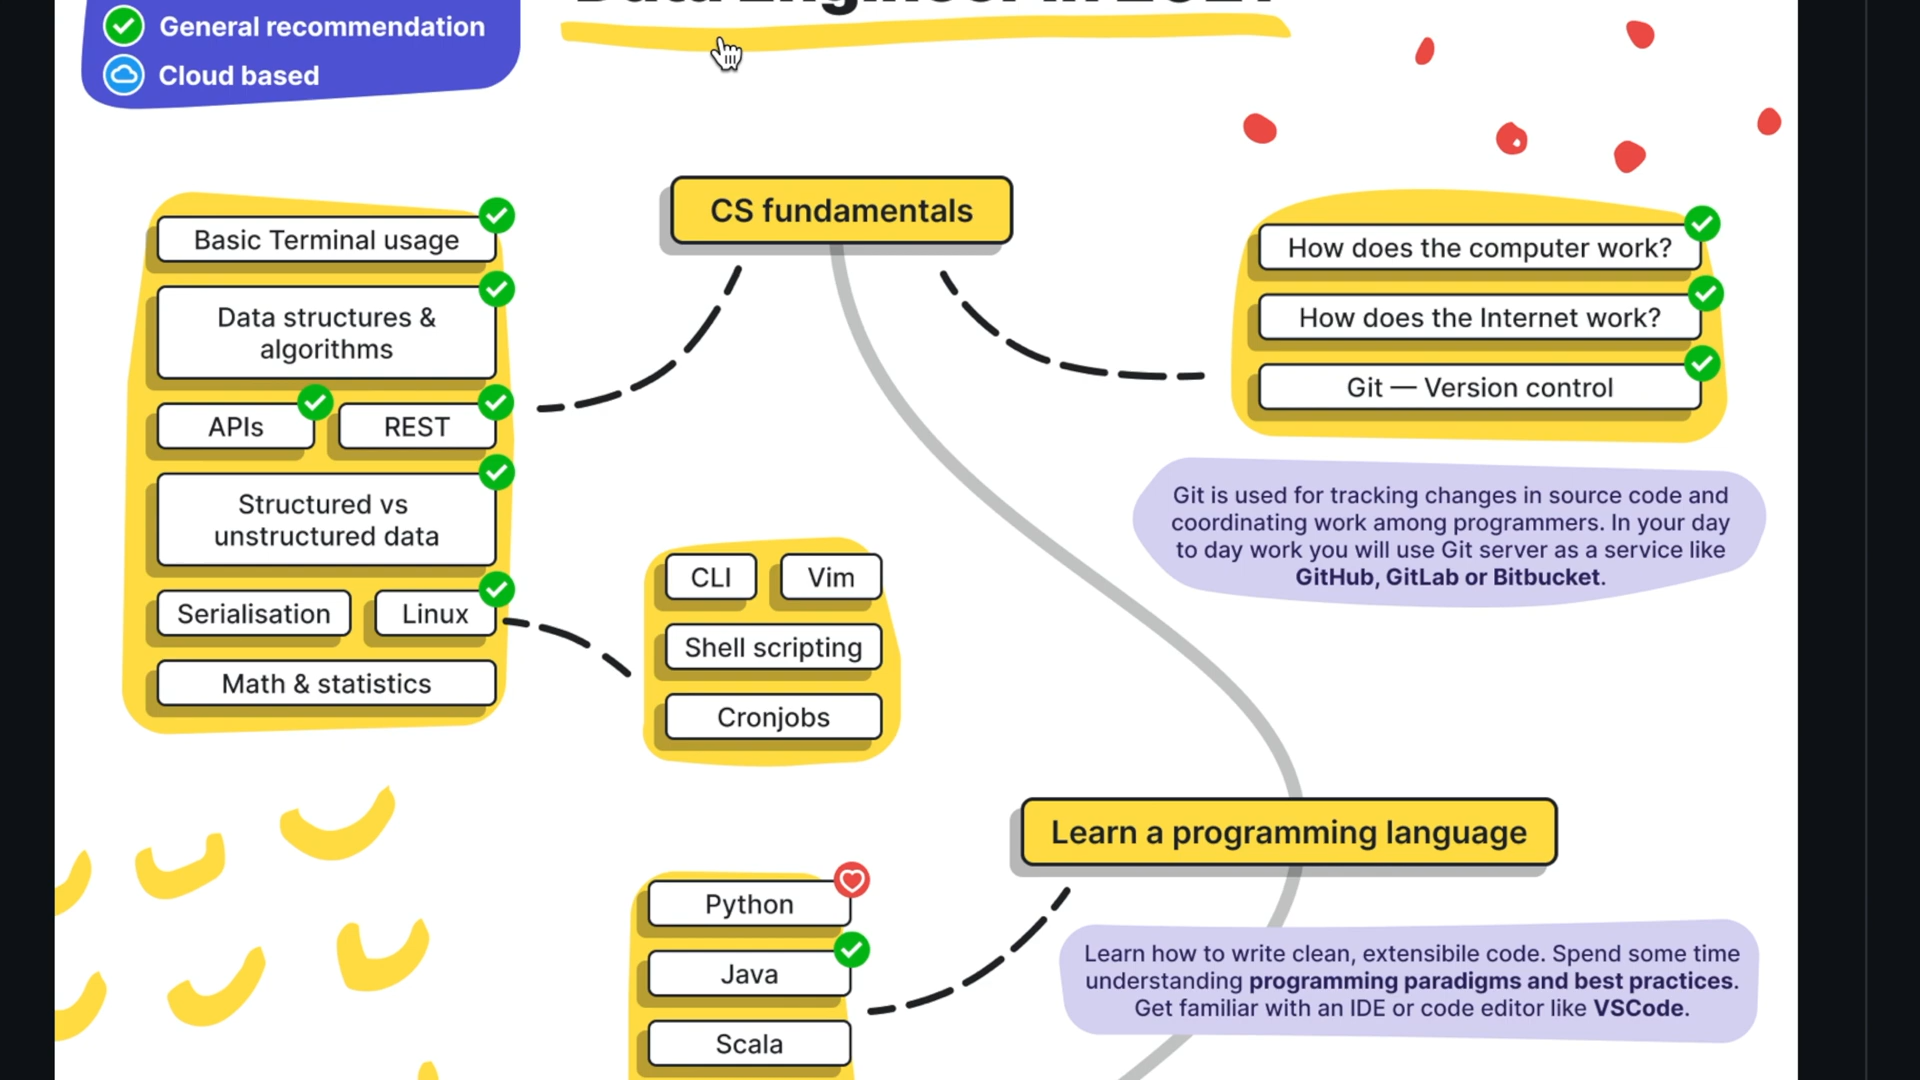 General recommendation
Cloud based
CS fundamentals
Basic Terminal usage
Data structures &
algorithms
APIs
REST
Structured vs
unstructured data
Serialisation
Linux
Math & statistics
CLI
Vim
Shell scripting
Cronjobs
How does the computer work?
How does the Internet work?
Git — Version control
Git is used for tracking changes in source code and
coordinating work among programmers. In your day
to day work you will use Git server as a service like
GitHub, GitLab or Bitbucket.
Learn a programming language
Python
Java
Scala
Learn how to write clean, extensibile code. Spend some time
understanding programming paradigms and best practices.
Get familiar with an IDE or code editor like VSCode.